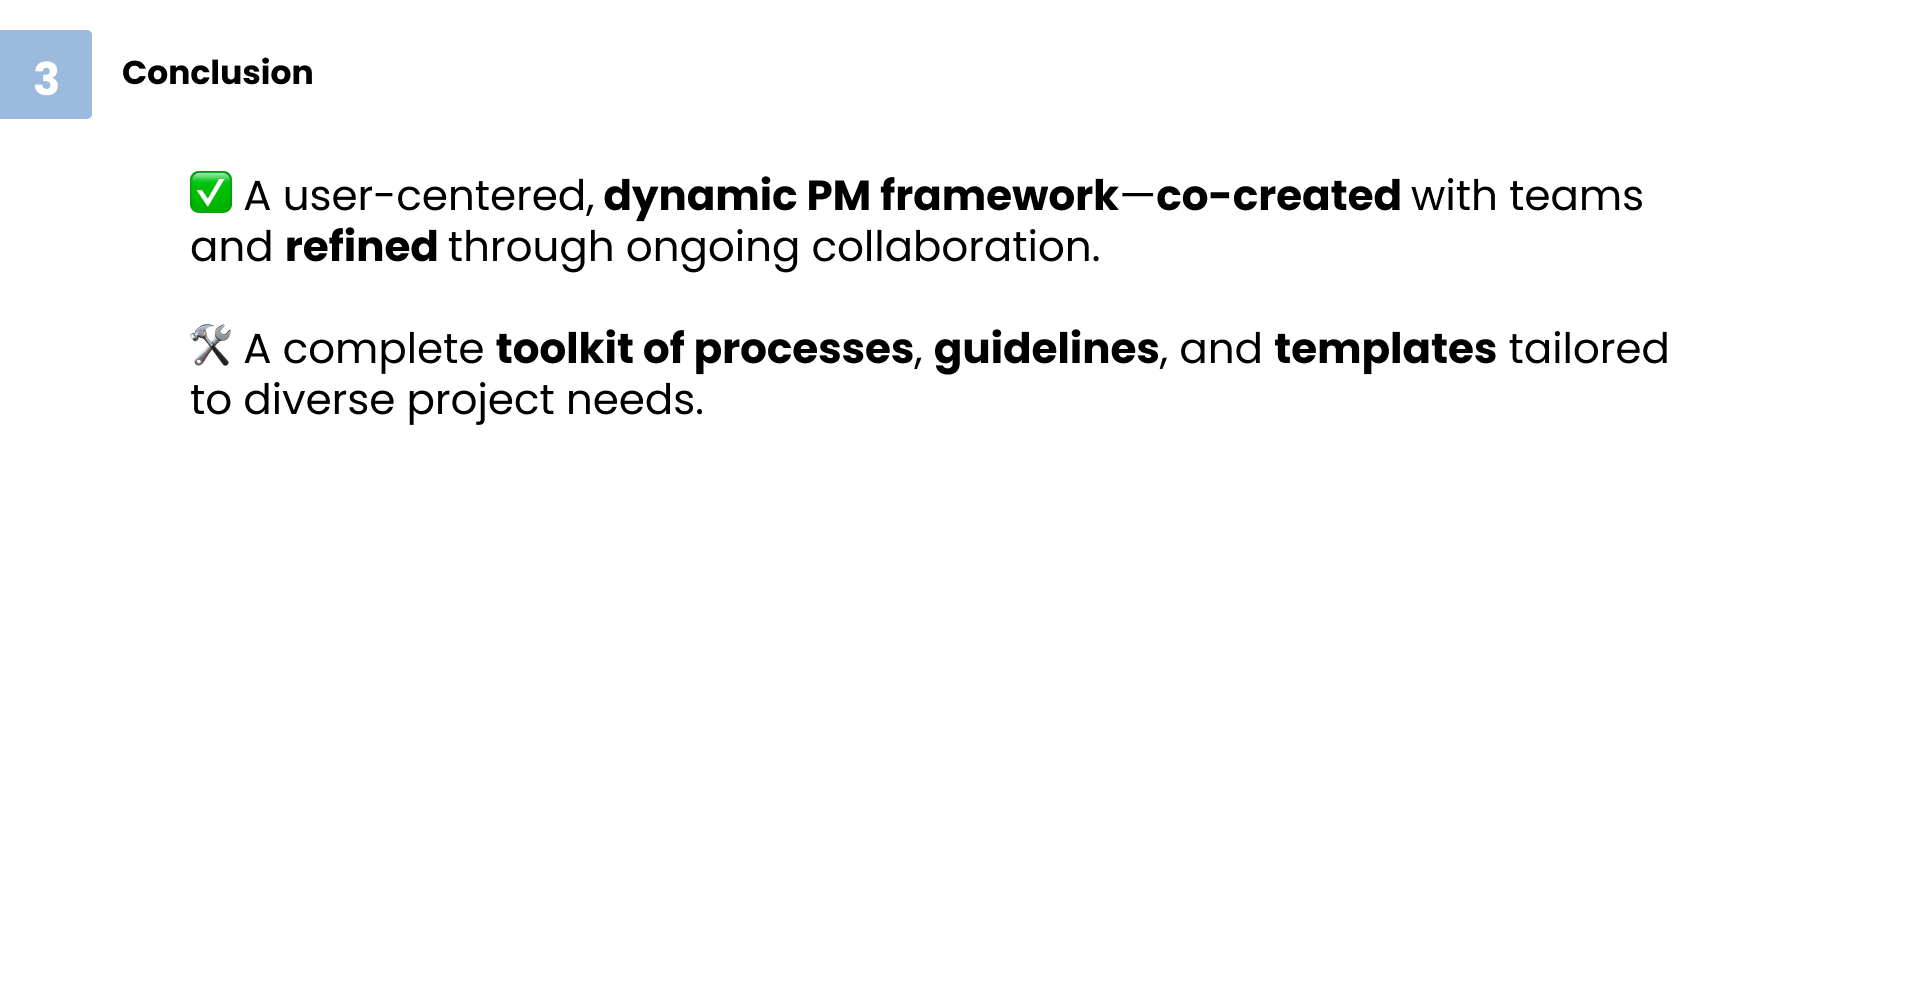 3
Conclusion
✅ A user-centered, dynamic PM framework—co-created with teams
and refined through ongoing collaboration.
🛠️ A complete toolkit of processes, guidelines, and templates tailored
to diverse project needs.